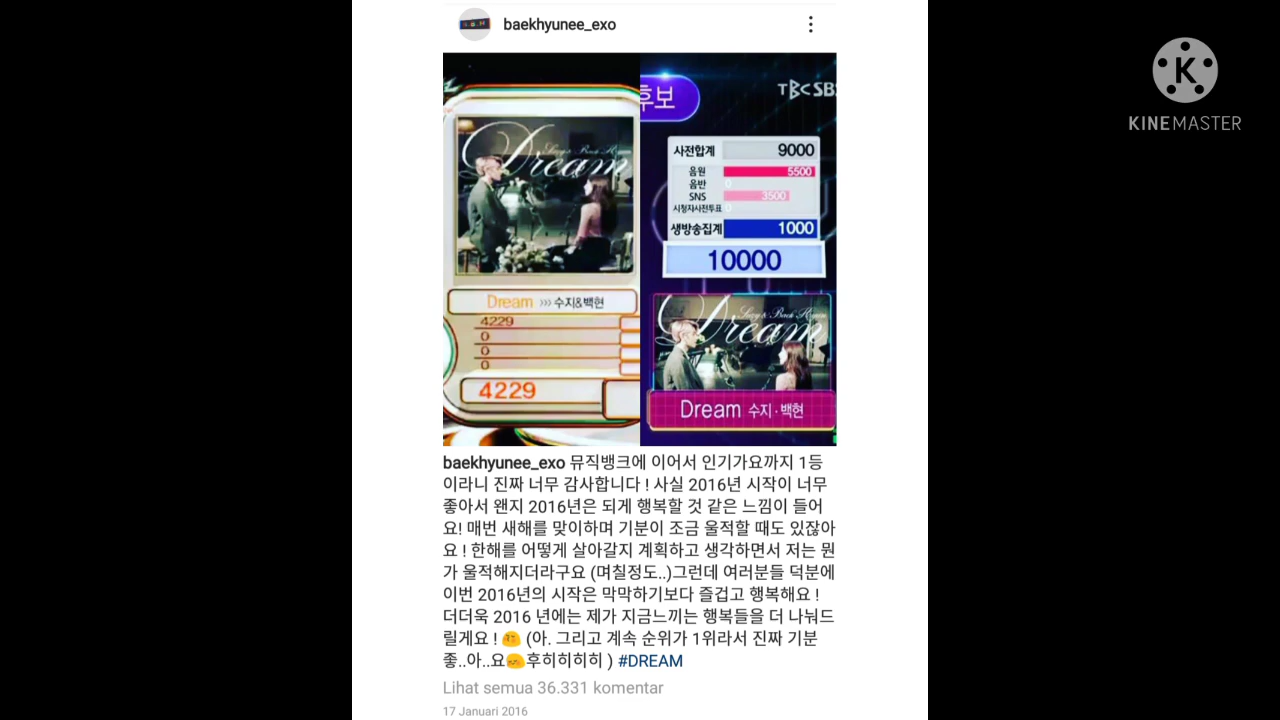 baekhyunee_exo
KINEMASTER
Dream
Dream >>> 수지&백현
4229
0
0
0
4229
후보
TBC SBS
사전합계 9000
음원 5500
음반 0
SNS 3500
시청자사전투표 0
생방송집계 1000
10000
Suzy & Baek Hyun
Dream
Dream 수지·백현
baekhyunee_exo 뮤직뱅크에 이어서 인기가요까지 1등
이라니 진짜 너무 감사합니다 ! 사실 2016년 시작이 너무
좋아서 왠지 2016년은 되게 행복할 것 같은 느낌이 들어
요! 매번 새해를 맞이하며 기분이 조금 울적할 때도 있잖아
요 ! 한해를 어떻게 살아갈지 계획하고 생각하면서 저는 뭔
가 울적해지더라구요 (며칠정도..)그런데 여러분들 덕분에
이번 2016년의 시작은 막막하기보다 즐겁고 행복해요 !
더더욱 2016 년에는 제가 지금느끼는 행복들을 더 나눠드
릴게요 ! (아. 그리고 계속 순위가 1위라서 진짜 기분
좋..아..요 후히히히히 ) #DREAM
Lihat semua 36.331 komentar
17 Januari 2016